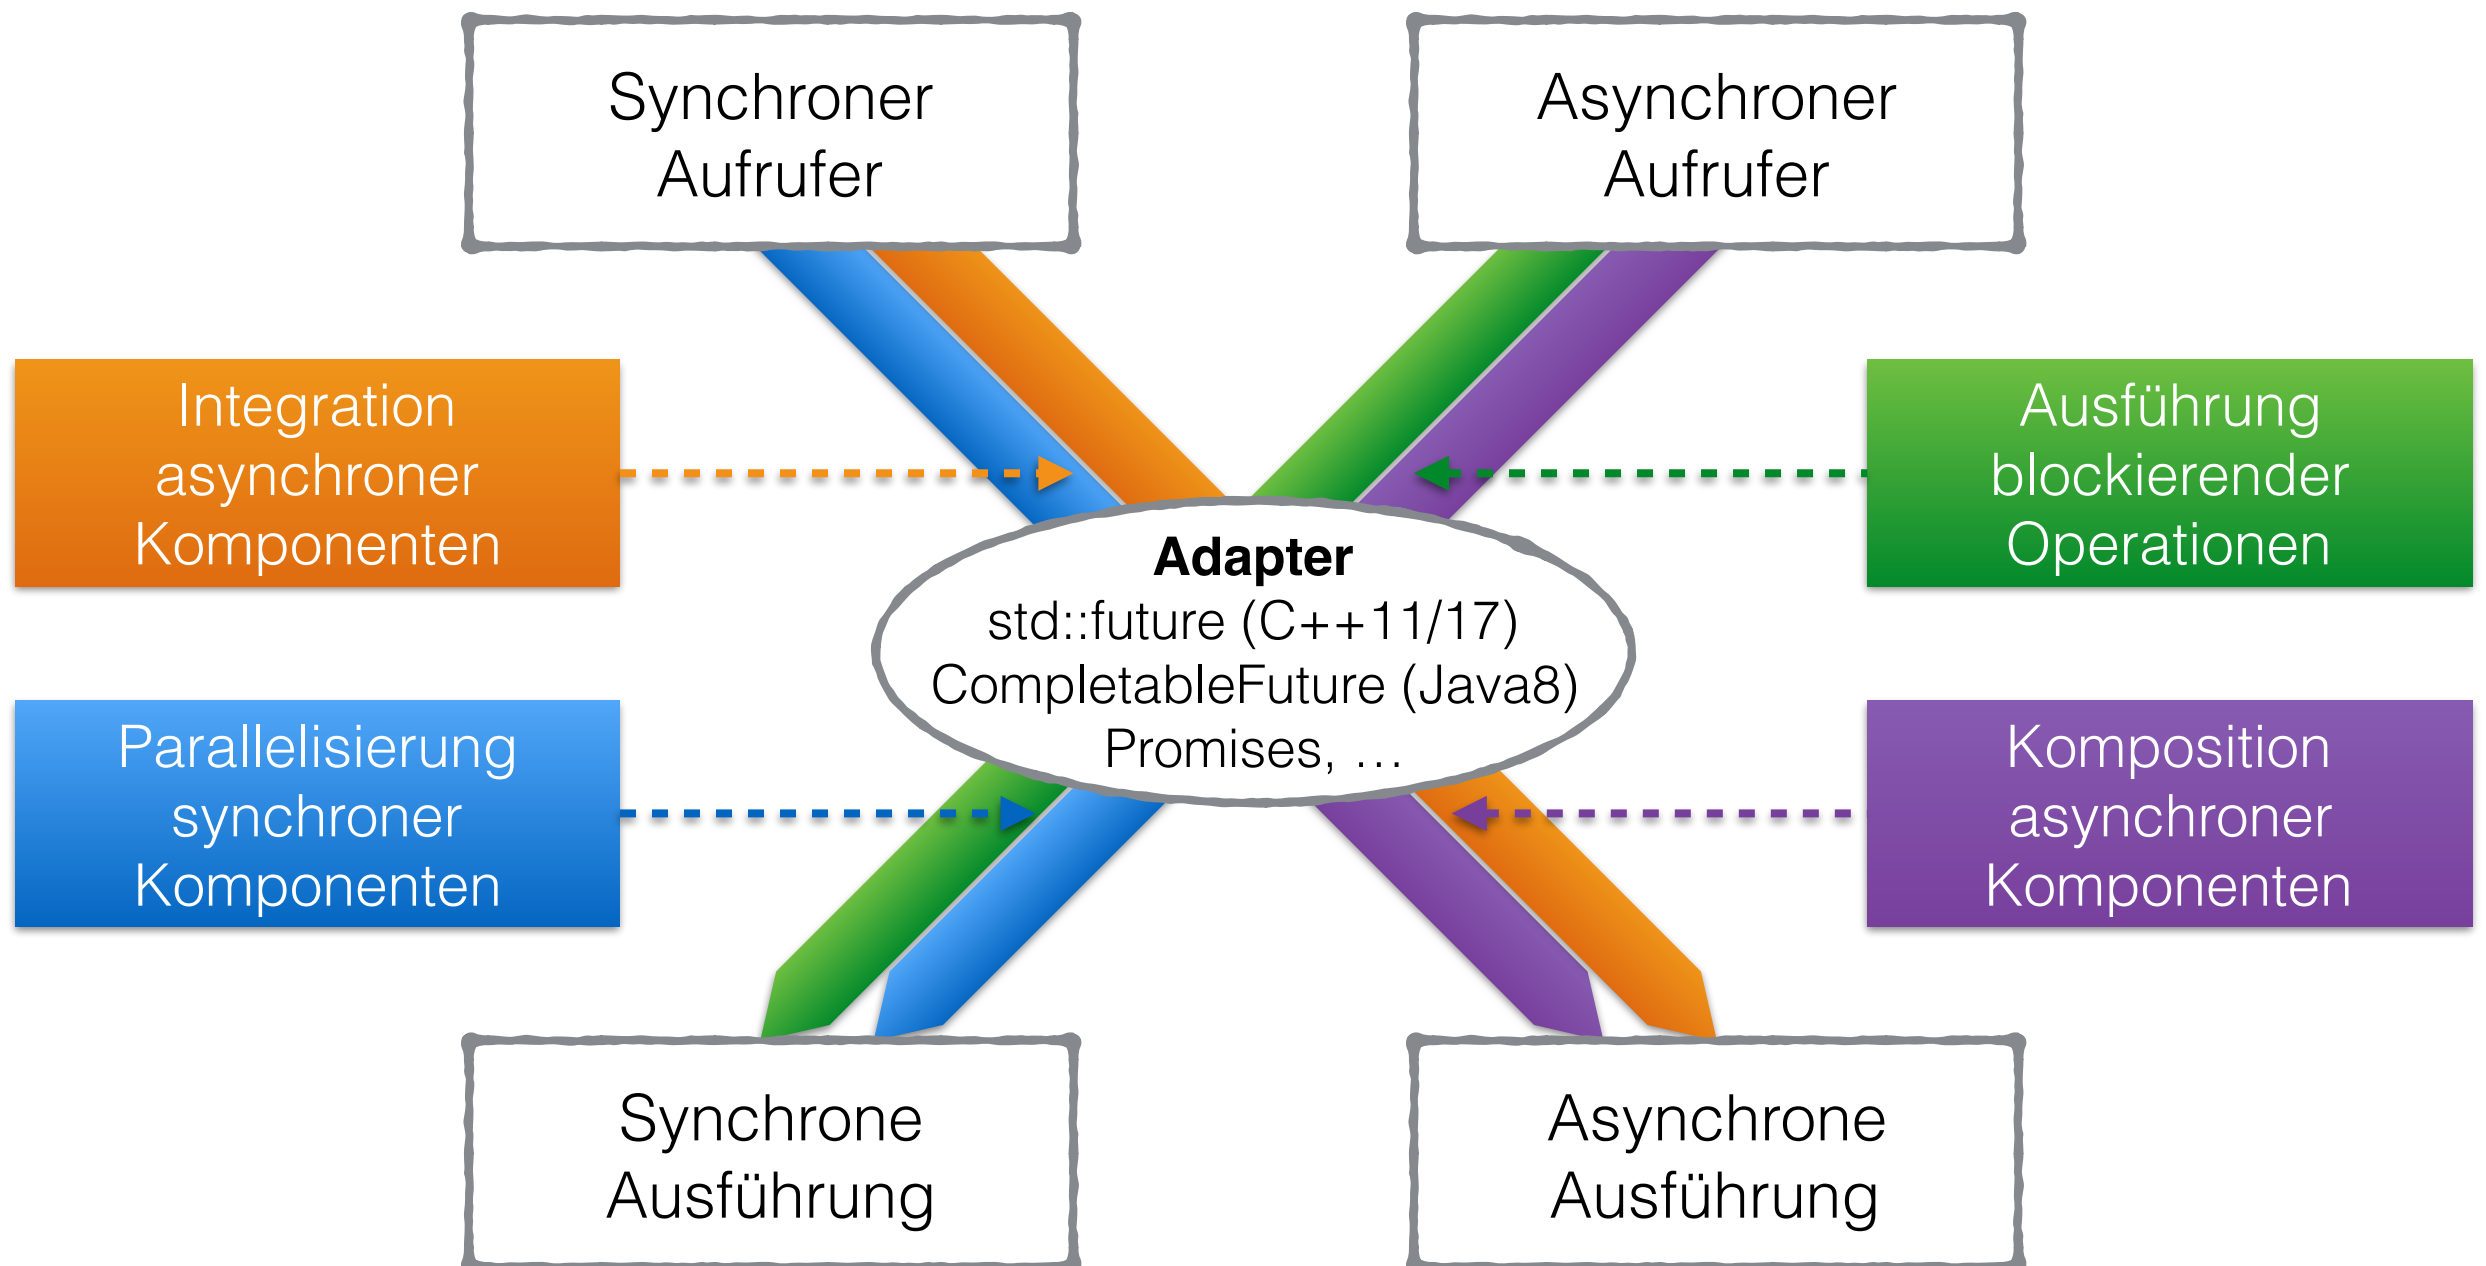 Synchroner
Aufrufer
Asynchroner
Aufrufer
Integration
asynchroner
Komponenten
Ausführung
blockierender
Operationen
Adapter
std::future (C++11/17)
CompletableFuture (Java8)
Promises, …
Parallelisierung
synchroner
Komponenten
Komposition
asynchroner
Komponenten
Synchrone
Ausführung
Asynchrone
Ausführung